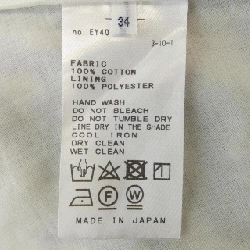 34
no. EY40
3-10-1
FABRIC
100% COTTON
LINING
100% POLYESTER
HAND WASH
DO NOT BLEACH
DO NOT TUMBLE DRY
LINE DRY IN THE SHADE
COOL IRON
DRY CLEAN
WET CLEAN
F W
MADE IN JAPAN